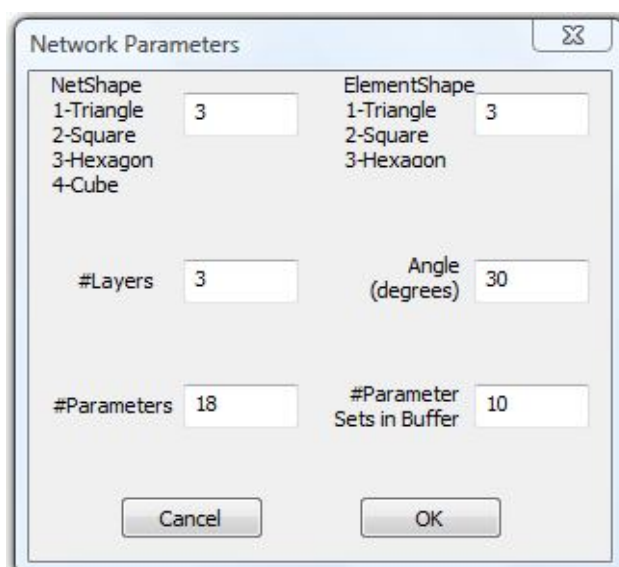 Network Parameters
NetShape
1-Triangle
2-Square
3-Hexagon
4-Cube
3
ElementShape
1-Triangle
2-Square
3-Hexagon
3
#Layers
3
Angle
(degrees)
30
#Parameters
18
#Parameter
Sets in Buffer
10
Cancel
OK